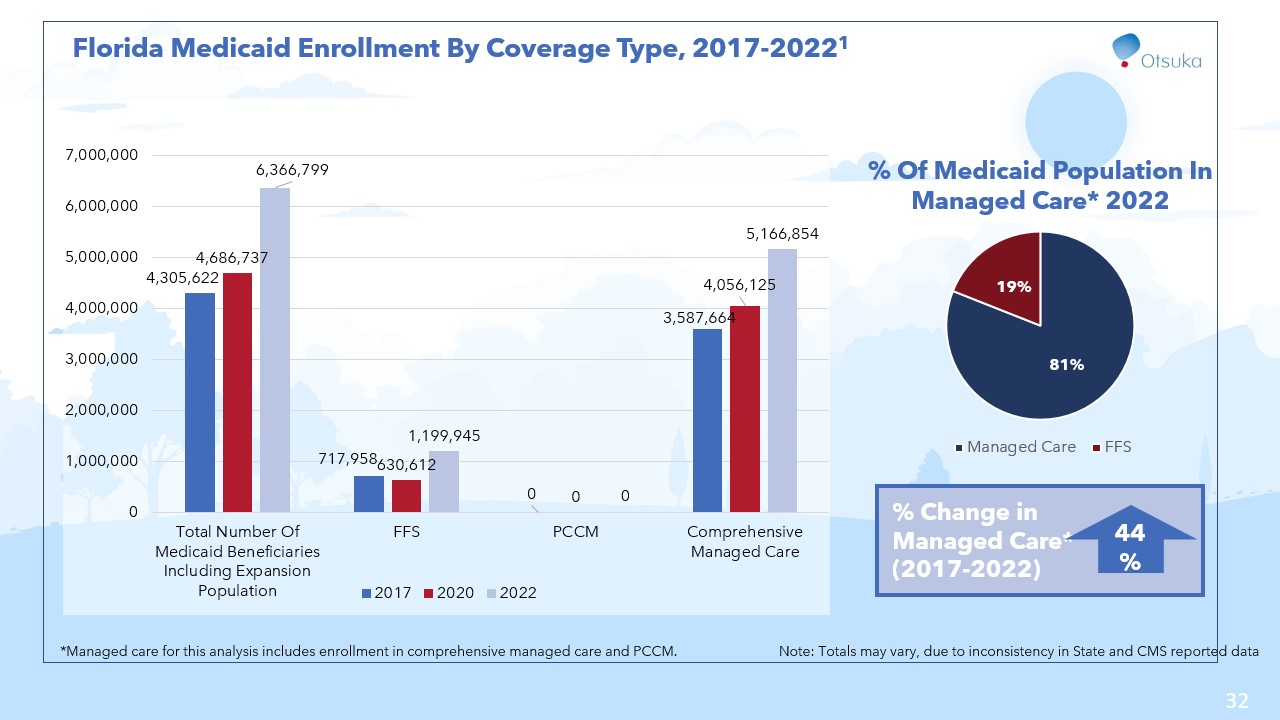 Florida Medicaid Enrollment By Coverage Type, 2017-2022¹
Otsuka
7,000,000
6,000,000
5,000,000
4,000,000
3,000,000
2,000,000
1,000,000
0
4,305,622
4,686,737
6,366,799
717,958
630,612
1,199,945
0
0
0
3,587,664
4,056,125
5,166,854
Total Number Of
Medicaid Beneficiaries
Including Expansion
Population
FFS
PCCM
Comprehensive
Managed Care
2017 2020 2022
% Of Medicaid Population In
Managed Care* 2022
19%
81%
Managed Care FFS
% Change in
Managed Care*
(2017-2022)
44
%
*Managed care for this analysis includes enrollment in comprehensive managed care and PCCM.
Note: Totals may vary, due to inconsistency in State and CMS reported data
32